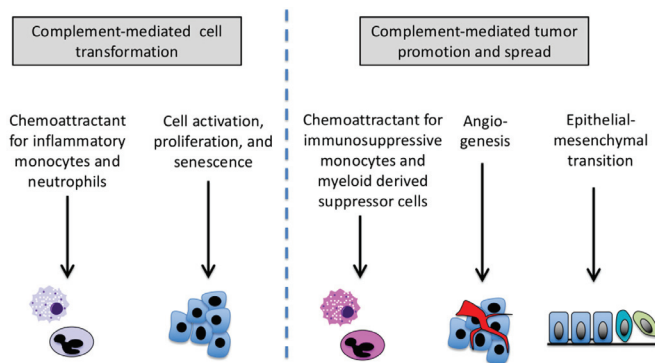 Complement-mediated cell
transformation
Complement-mediated tumor
promotion and spread
Chemoattractant
for inflammatory
monocytes and
neutrophils
Cell activation,
proliferation, and
senescence
Chemoattractant for
immunosuppressive
monocytes and
myeloid derived
suppressor cells
Angio-
genesis
Epithelial-
mesenchymal
transition